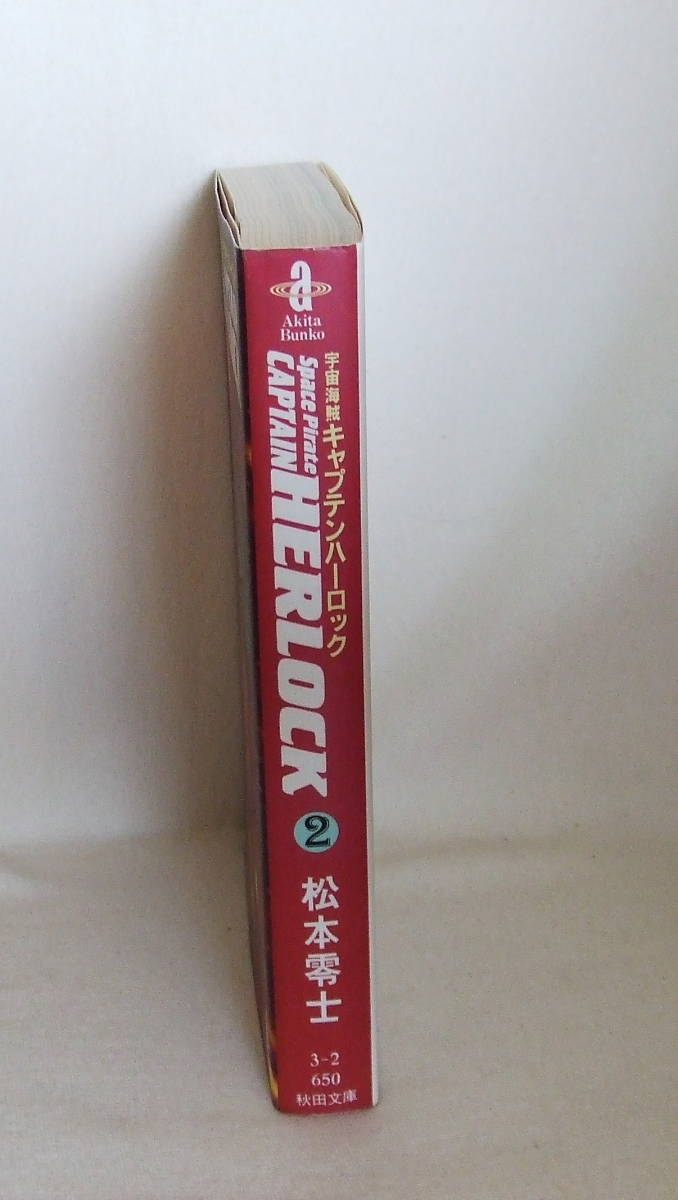 a
Akita
Bunko
宇宙海賊キャプテンハーロック
Space Pirate
CAPTAIN HERLOCK
2
松本零士
3-2
650
秋田文庫